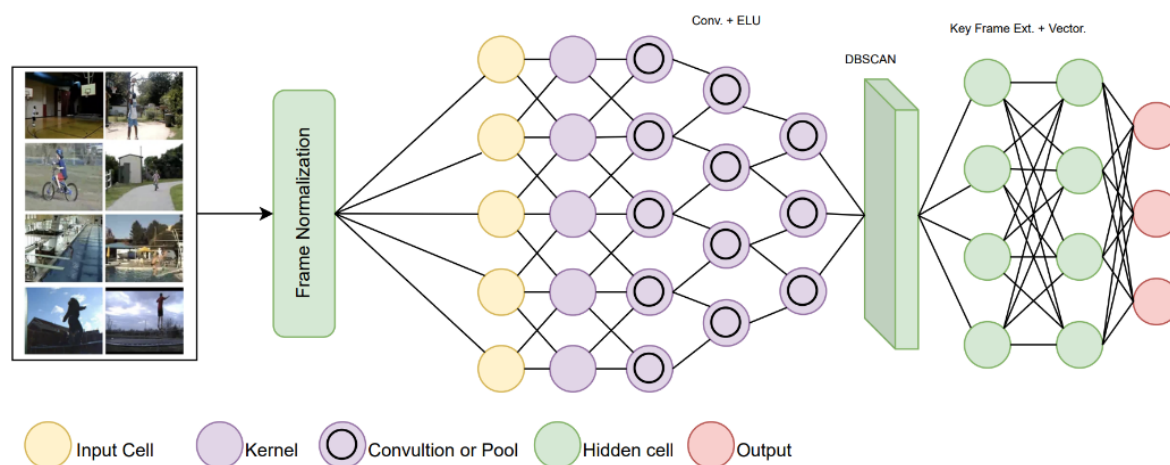 Conv. + ELU
Key Frame Ext. + Vector.
DBSCAN
Frame Normalization
Input Cell
Kernel
Convultion or Pool
Hidden cell
Output